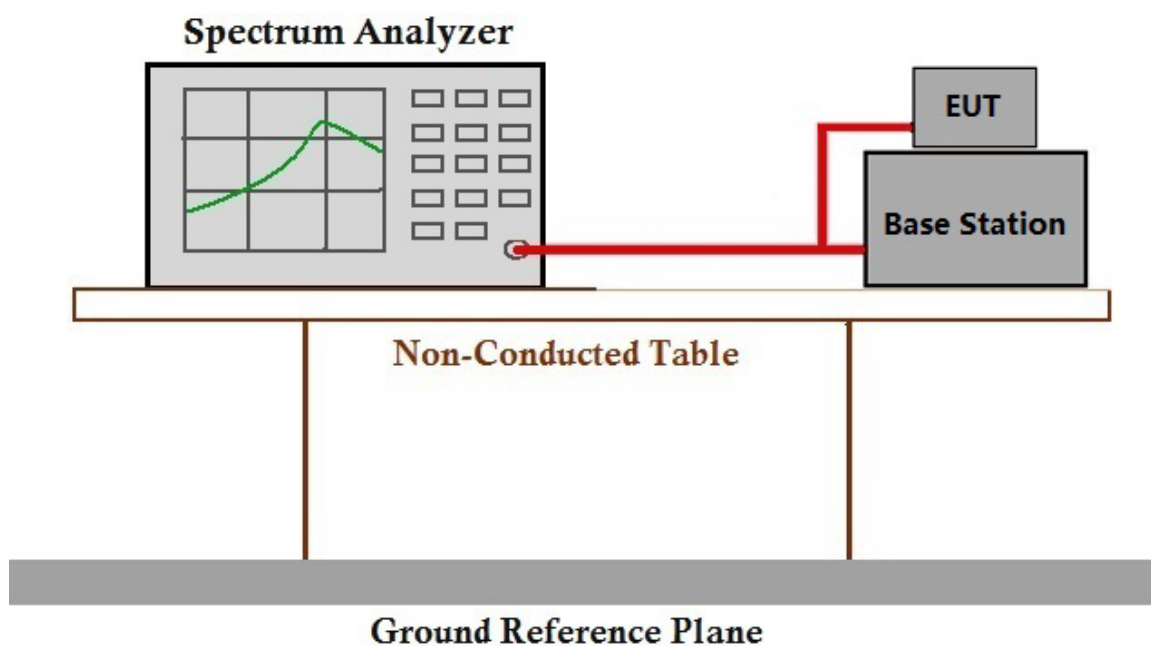 Spectrum Analyzer
EUT
Base Station
Non-Conducted Table
Ground Reference Plane